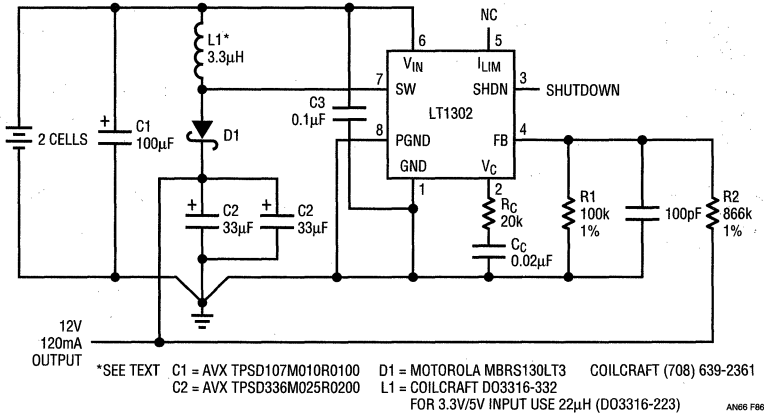 NC
L1*
3.3µH
6
5
VIN
ILIM
7
SW
SHDN
3
SHUTDOWN
C3
0.1µF
LT1302
+
C1
100µF
2 CELLS
D1
8
PGND
FB
4
GND
VC
1
2
+
C2
33µF
+
C2
33µF
RC
20k
R1
100k
1%
100pF
R2
866k
1%
CC
0.02µF
12V
120mA
OUTPUT
*SEE TEXT C1 = AVX TPSD107M010R0100 D1 = MOTOROLA MBRS130LT3 COILCRAFT (708) 639-2361
C2 = AVX TPSD336M025R0200 L1 = COILCRAFT DO3316-332
FOR 3.3V/5V INPUT USE 22µH (DO3316-223)
AN66 F86